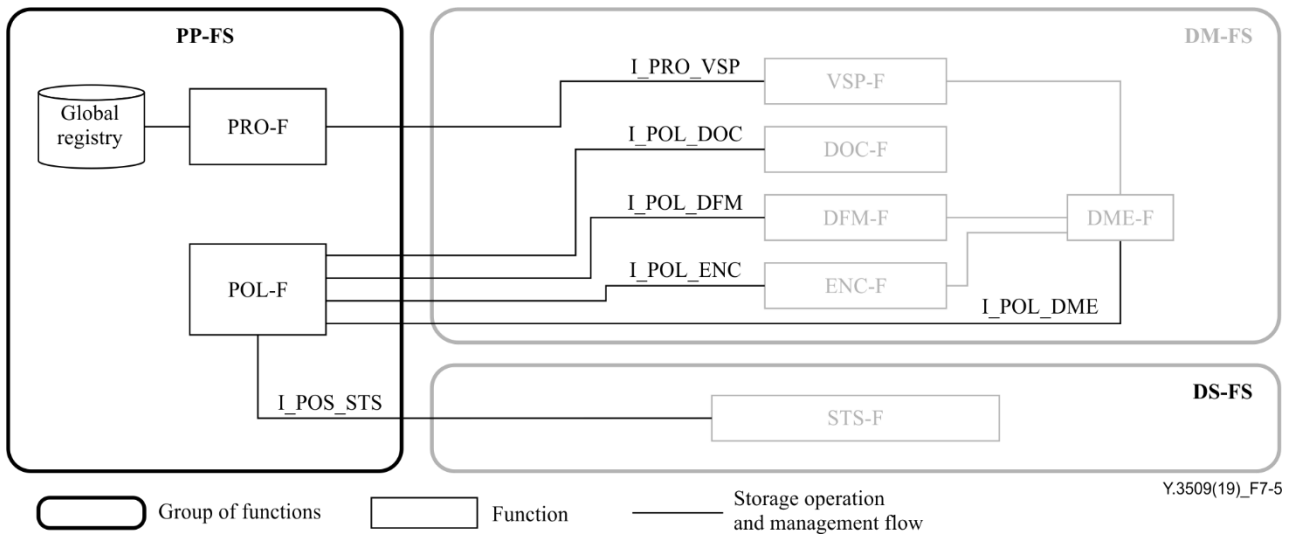 PP-FS
DM-FS
Global
registry
PRO-F
I_PRO_VSP
VSP-F
I_POL_DOC
DOC-F
I_POL_DFM
DFM-F
DME-F
POL-F
I_POL_ENC
ENC-F
I_POL_DME
I_POS_STS
DS-FS
STS-F
Y.3509(19)_F7-5
Group of functions
Function
Storage operation
and management flow